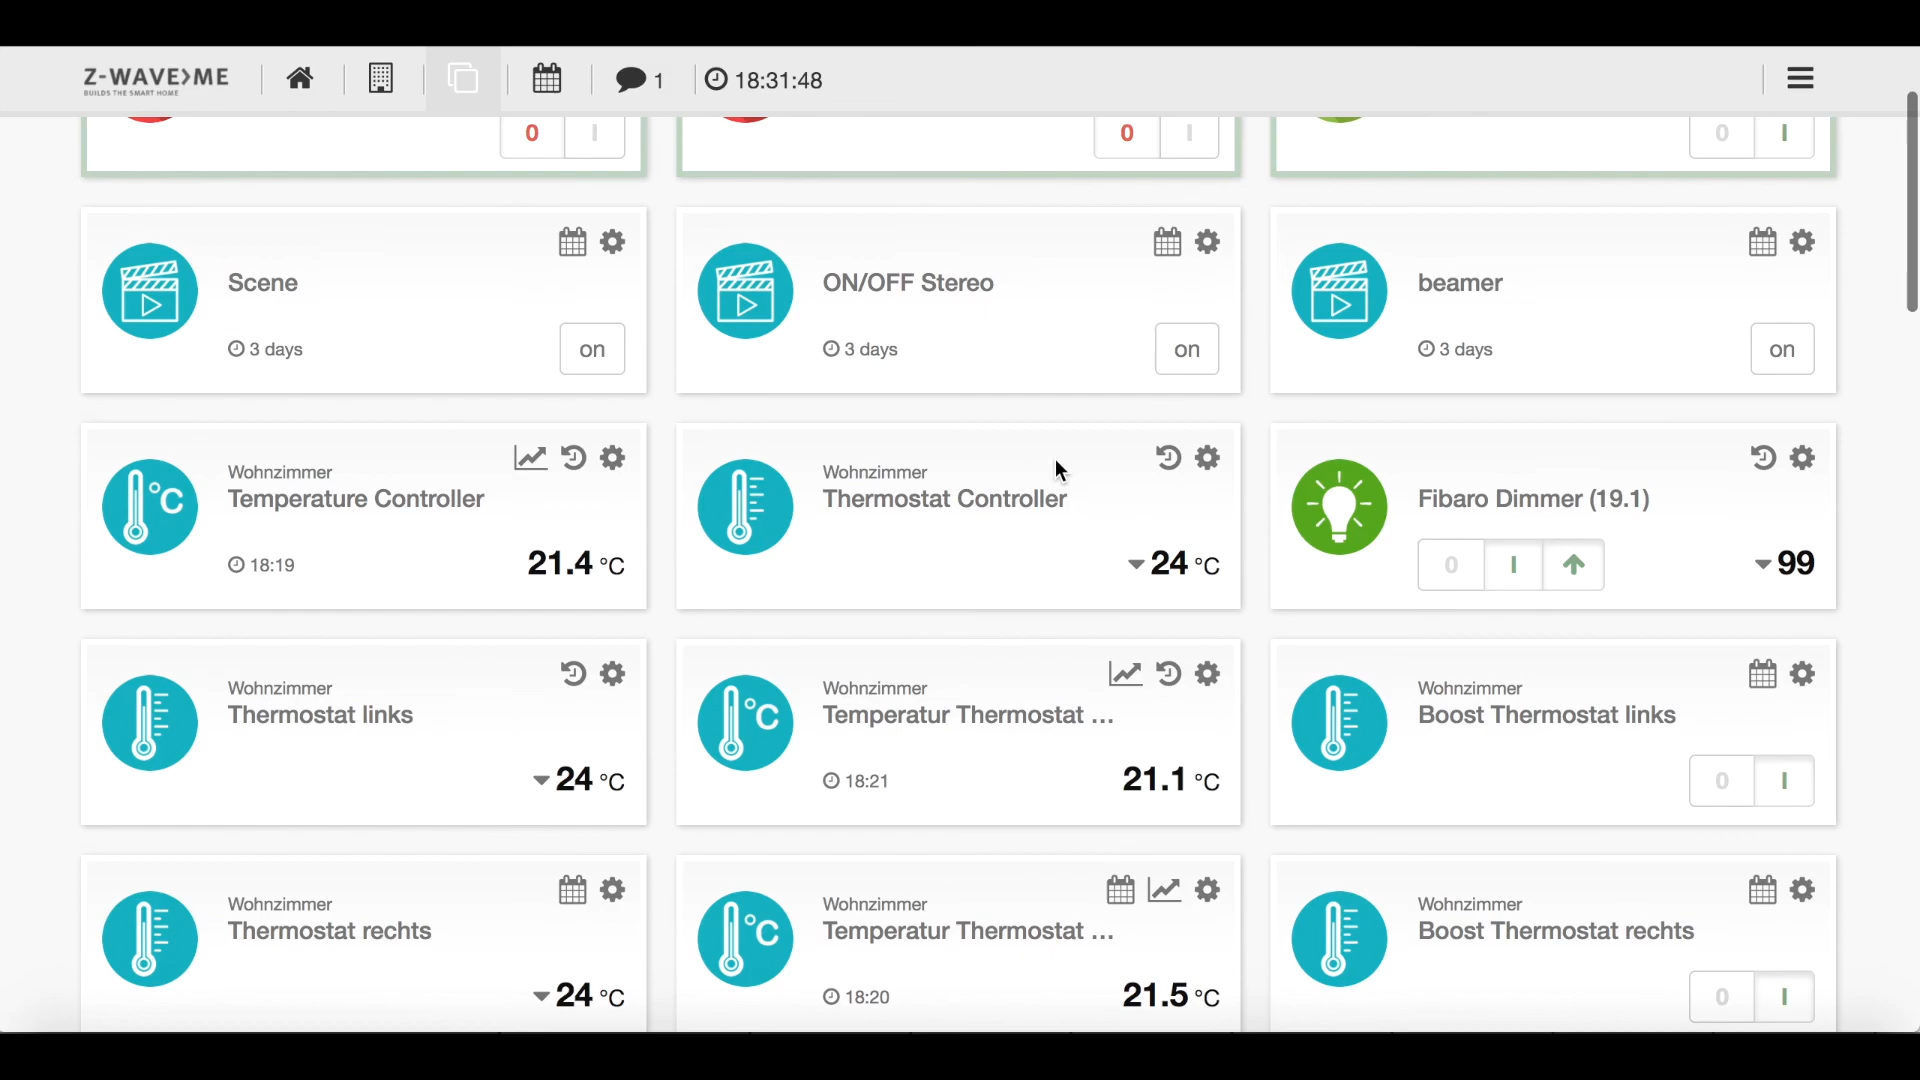 Z-WAVE>ME
BUILDS THE SMART HOME
1
18:31:48
0 I
0 I
0 I
Scene
3 days
on
ON/OFF Stereo
3 days
on
beamer
3 days
on
Wohnzimmer
Temperature Controller
18:19
21.4 °C
Wohnzimmer
Thermostat Controller
24 °C
Fibaro Dimmer (19.1)
0 I
99
Wohnzimmer
Thermostat links
24 °C
Wohnzimmer
Temperatur Thermostat ...
18:21
21.1 °C
Wohnzimmer
Boost Thermostat links
0 I
Wohnzimmer
Thermostat rechts
24 °C
Wohnzimmer
Temperatur Thermostat ...
18:20
21.5 °C
Wohnzimmer
Boost Thermostat rechts
0 I